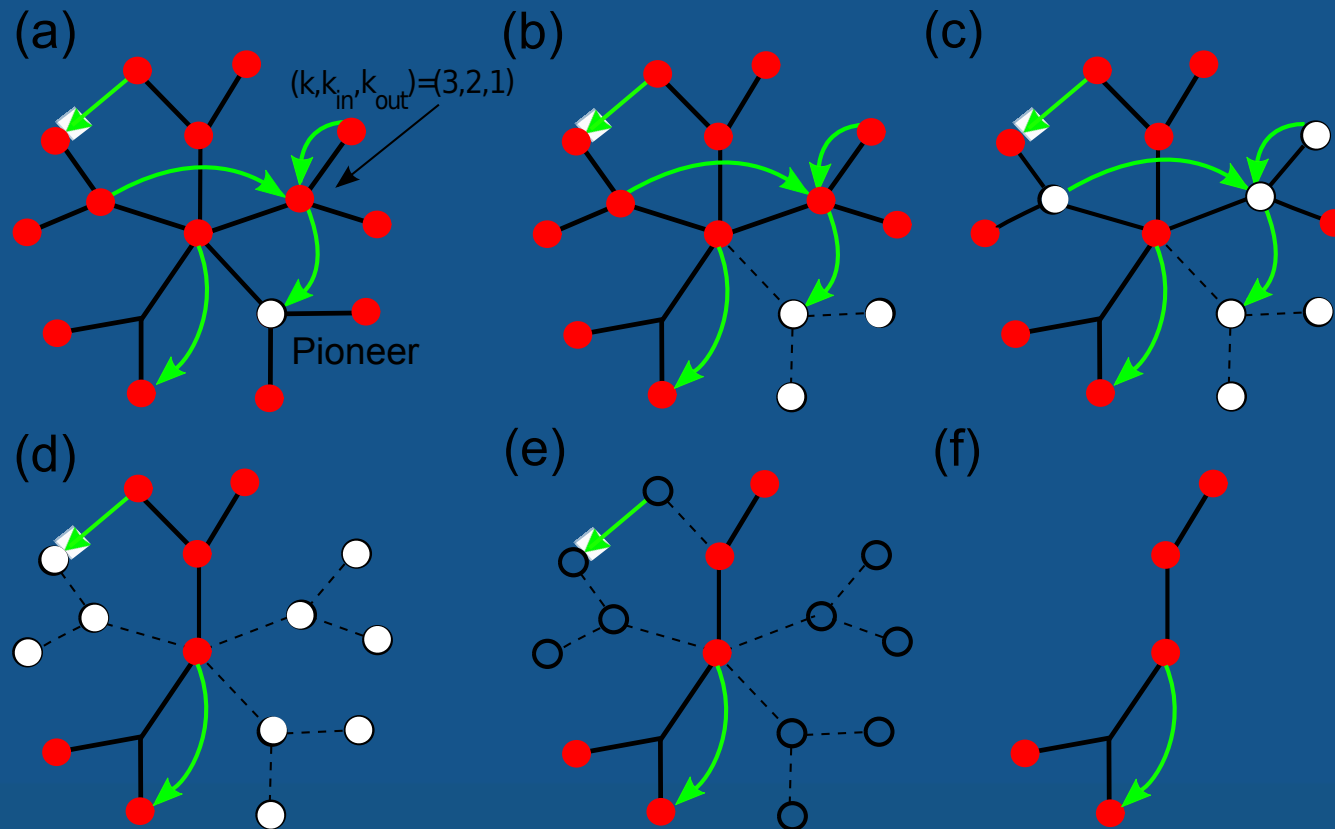 (a)
(b)
(c)
(k,k_in,k_out)=(3,2,1)
Pioneer
(d)
(e)
(f)